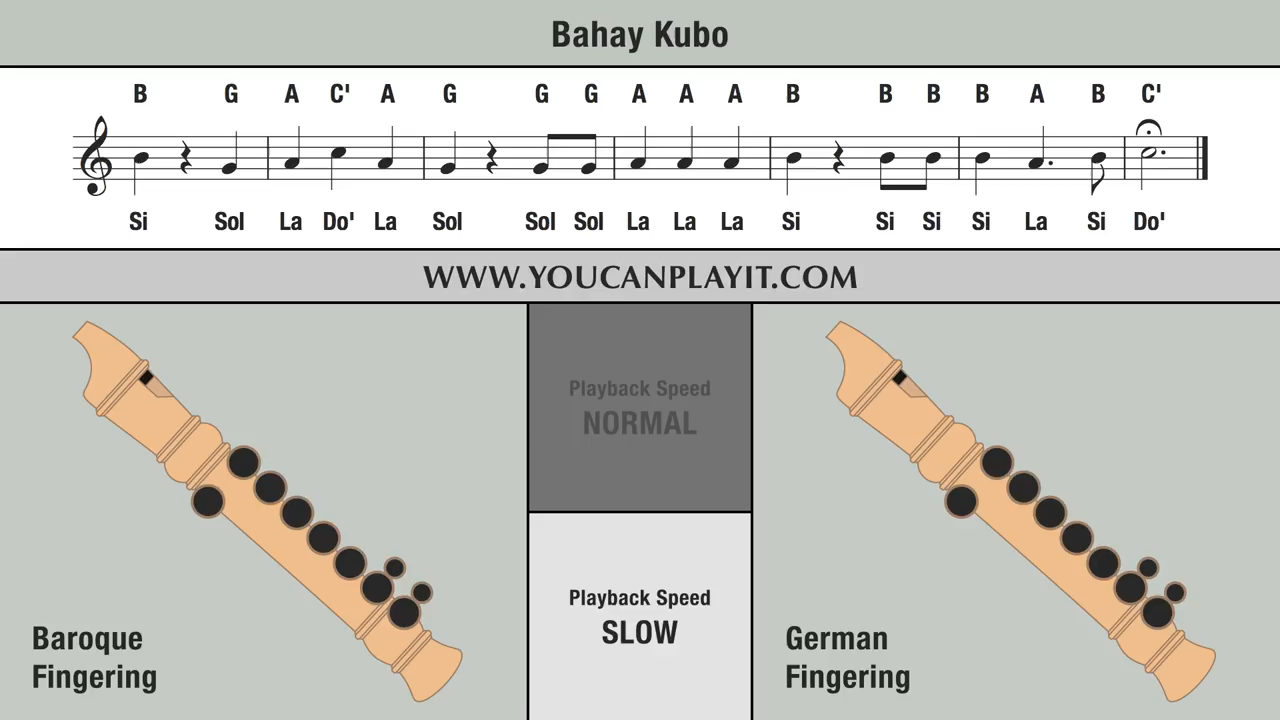 Bahay Kubo
B G A C' A G G G A A A B B B B A B C'
Si Sol La Do' La Sol Sol Sol La La La Si Si Si Si La Si Do'
WWW.YOUCANPLAYIT.COM
Playback Speed
NORMAL
Playback Speed
SLOW
Baroque
Fingering
German
Fingering